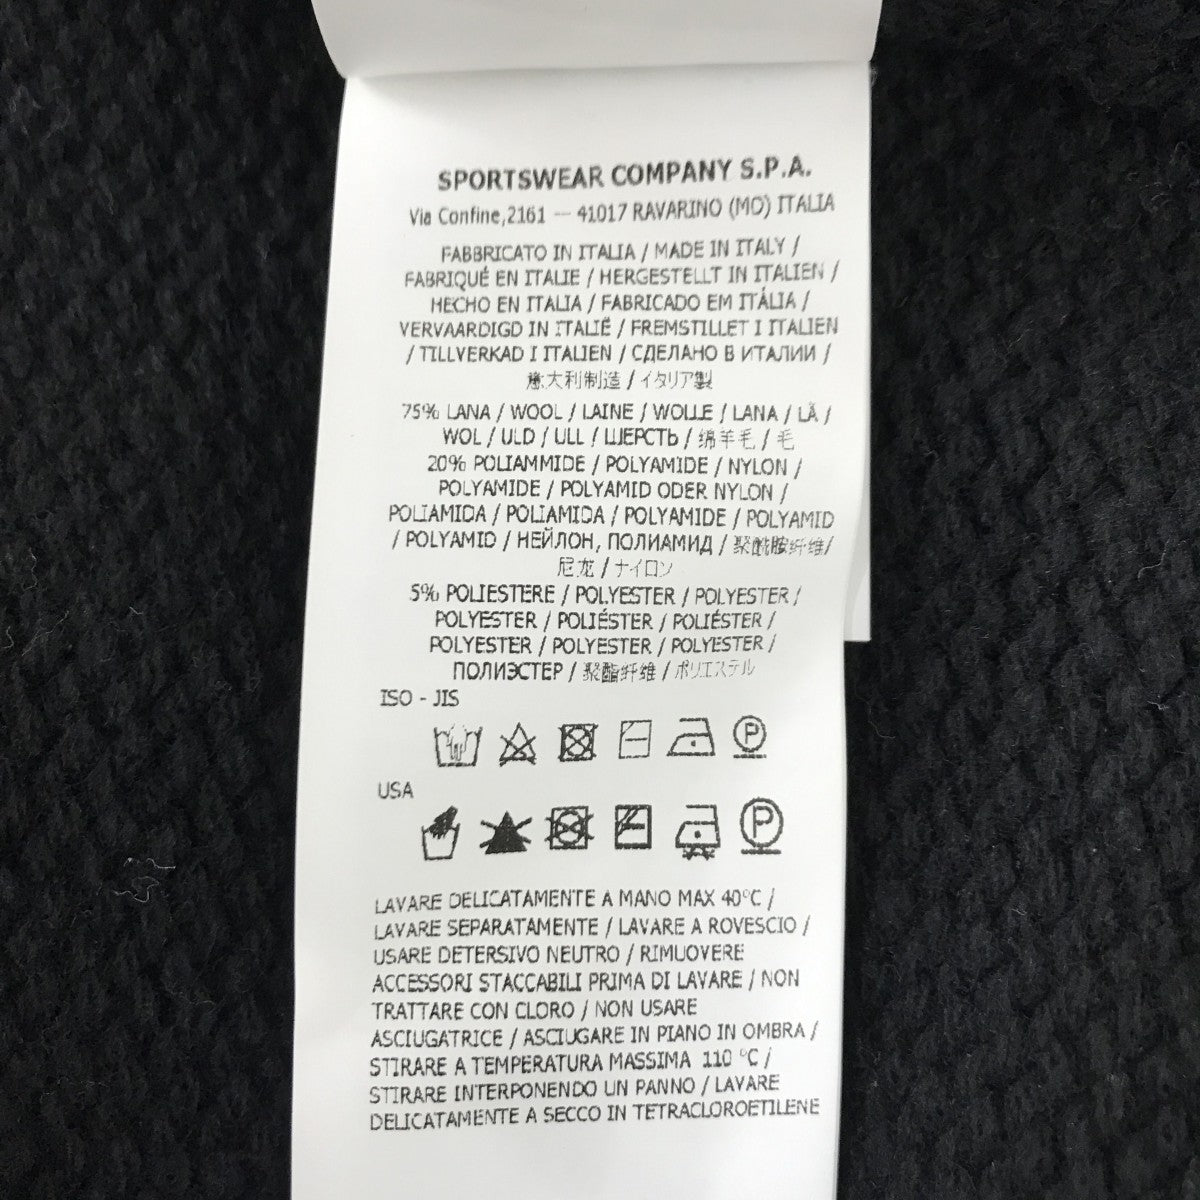 SPORTSWEAR COMPANY S.P.A.
Via Confine,2161 — 41017 RAVARINO (MO) ITALIA
FABBRICATO IN ITALIA / MADE IN ITALY /
FABRIQUÉ EN ITALIE / HERGESTELLT IN ITALIEN /
HECHO EN ITALIA / FABRICADO EM ITÁLIA /
VERVAARDIGD IN ITALIË / FREMSTILLET I ITALIEN
/ TILLVERKAD I ITALIEN / СДЕЛАНО В ИТАЛИИ /
意大利制造 / イタリア製
75% LANA / WOOL / LAINE / WOLLE / LANA / LÃ /
WOL / ULD / ULL / ШЕРСТЬ / 绵羊毛 / 毛
20% POLIAMMIDE / POLYAMIDE / NYLON /
POLYAMIDE / POLYAMID ODER NYLON /
POLIAMIDA / POLIAMIDA / POLYAMIDE / POLYAMID
/ POLYAMID / НЕЙЛОН, ПОЛИАМИД / 聚酰胺纤维/
尼龙 / ナイロン
5% POLIESTERE / POLYESTER / POLYESTER /
POLYESTER / POLIÉSTER / POLIÉSTER /
POLYESTER / POLYESTER / POLYESTER /
ПОЛИЭСТЕР / 聚酯纤维 / ポリエステル
ISO - JIS
P
USA
P
LAVARE DELICATAMENTE A MANO MAX 40°C /
LAVARE SEPARATAMENTE / LAVARE A ROVESCIO /
USARE DETERSIVO NEUTRO / RIMUOVERE
ACCESSORI STACCABILI PRIMA DI LAVARE / NON
TRATTARE CON CLORO / NON USARE
ASCIUGATRICE / ASCIUGARE IN PIANO IN OMBRA /
STIRARE A TEMPERATURA MASSIMA 110 °C /
STIRARE INTERPONENDO UN PANNO / LAVARE
DELICATAMENTE A SECCO IN TETRACLOROETILENE